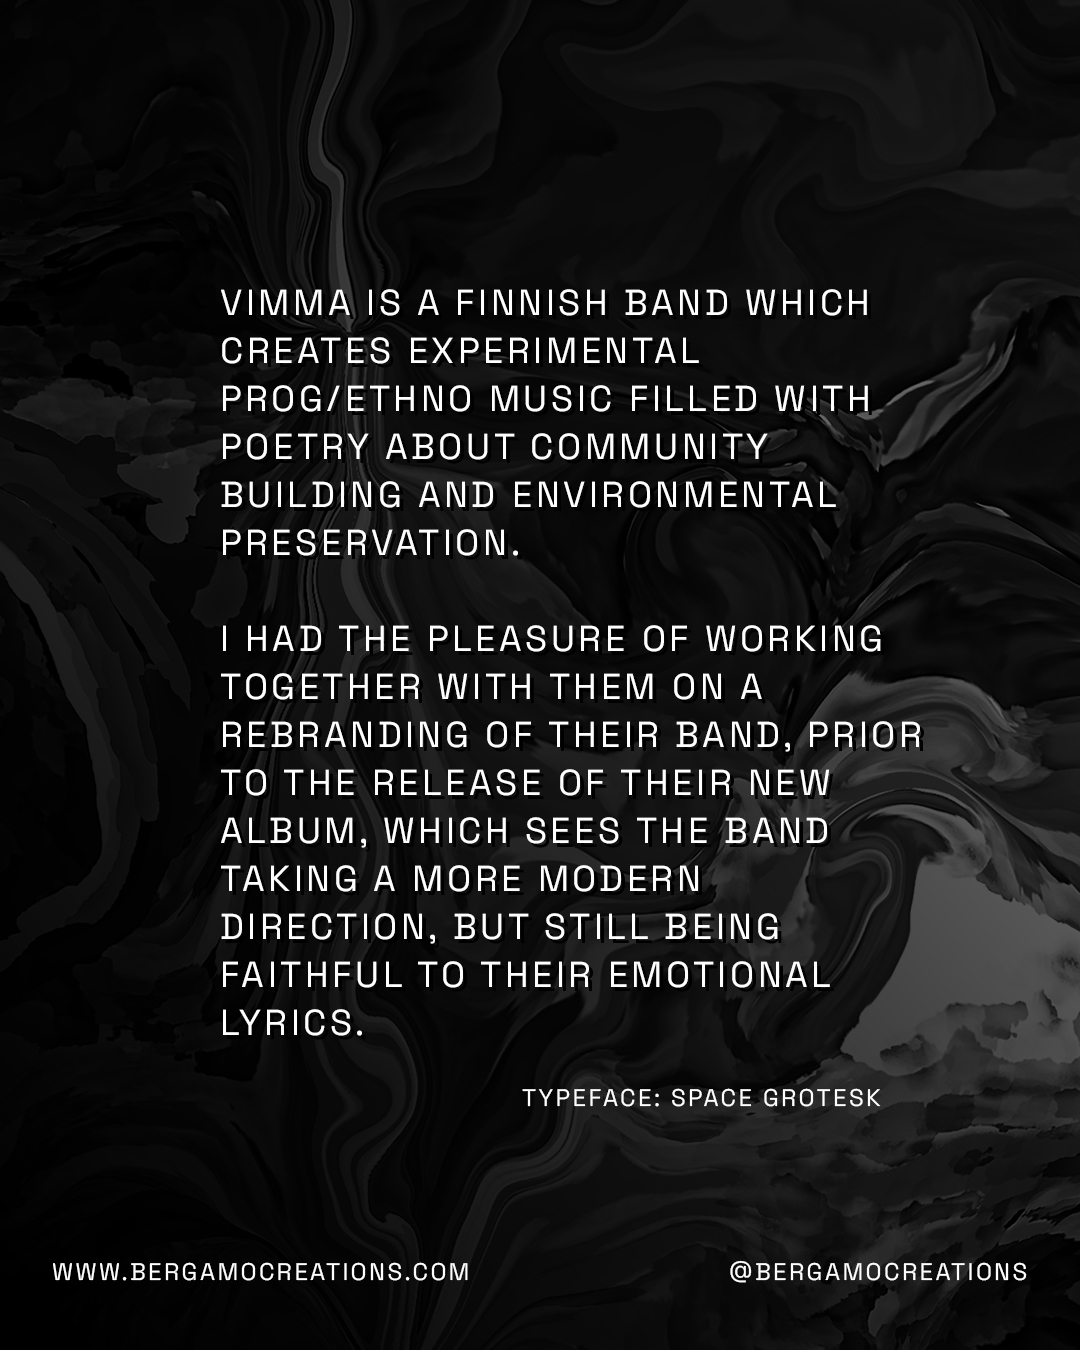 VIMMA IS A FINNISH BAND WHICH
CREATES EXPERIMENTAL
PROG/ETHNO MUSIC FILLED WITH
POETRY ABOUT COMMUNITY
BUILDING AND ENVIRONMENTAL
PRESERVATION.
I HAD THE PLEASURE OF WORKING
TOGETHER WITH THEM ON A
REBRANDING OF THEIR BAND, PRIOR
TO THE RELEASE OF THEIR NEW
ALBUM, WHICH SEES THE BAND
TAKING A MORE MODERN
DIRECTION, BUT STILL BEING
FAITHFUL TO THEIR EMOTIONAL
LYRICS.
TYPEFACE: SPACE GROTESK
WWW.BERGAMOCREATIONS.COM
@BERGAMOCREATIONS